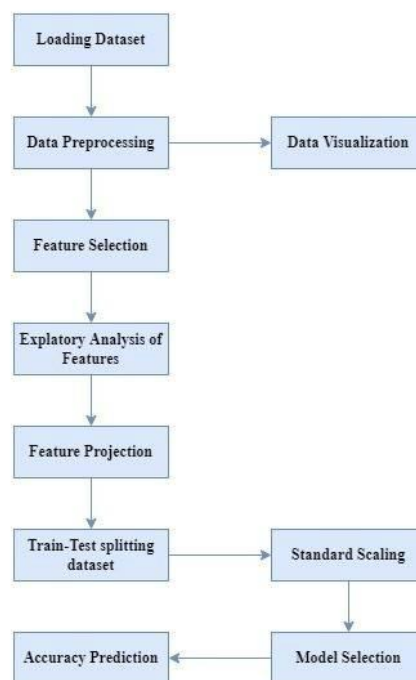 Loading Dataset
Data Preprocessing
Data Visualization
Feature Selection
Explatory Analysis of
Features
Feature Projection
Train-Test splitting
dataset
Standard Scaling
Accuracy Prediction
Model Selection